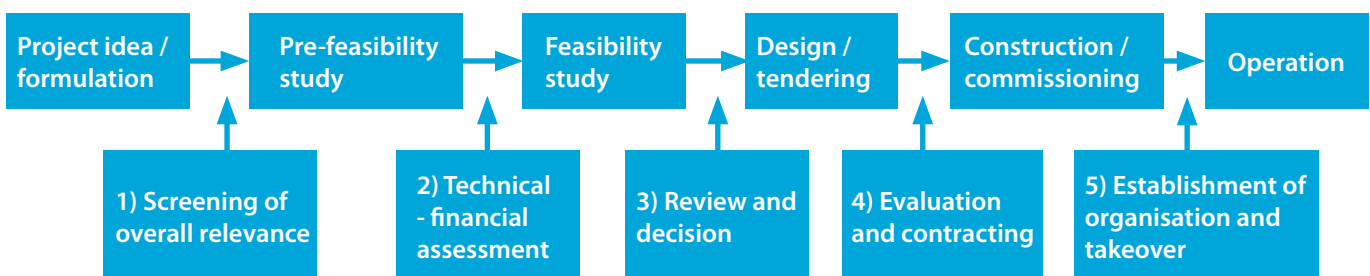 Project idea /
formulation
Pre-feasibility
study
Feasibility
study
Design /
tendering
Construction /
commissioning
Operation
1) Screening of
overall relevance
2) Technical
- financial
assessment
3) Review and
decision
4) Evaluation
and contracting
5) Establishment of
organisation and
takeover